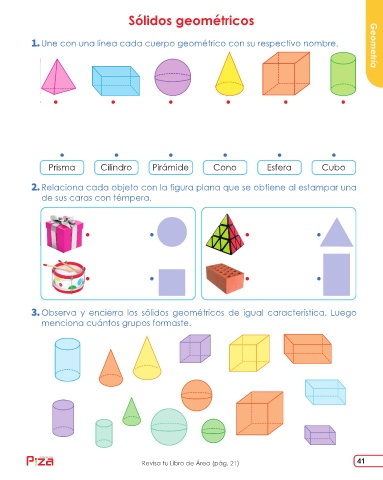 Sólidos geométricos
Geometría
1. Une con una línea cada cuerpo geométrico con su respectivo nombre.
Prisma Cilindro Pirámide Cono Esfera Cubo
2. Relaciona cada objeto con la figura plana que se obtiene al estampar una
de sus caras con témpera.
3. Observa y encierra los sólidos geométricos de igual característica. Luego
menciona cuántos grupos formaste.
Pizza
Revisa tu Libro de Área (pág. 21)
41